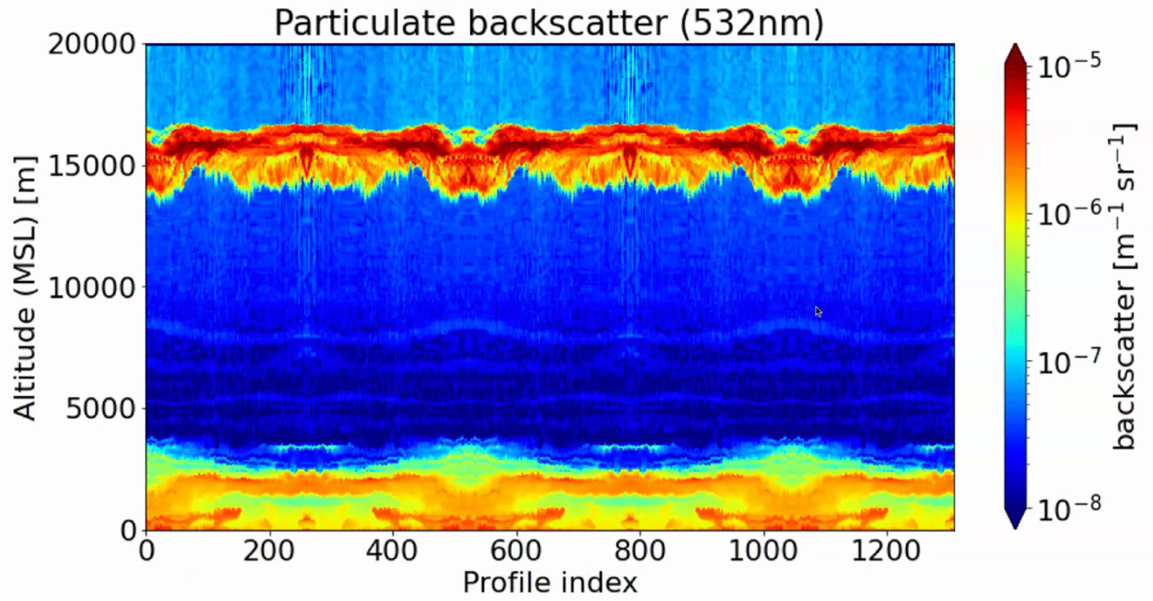 Particulate backscatter (532nm)
20000
15000
10000
5000
0
Altitude (MSL) [m]
0 200 400 600 800 1000 1200
Profile index
10⁻⁵
10⁻⁶
10⁻⁷
10⁻⁸
backscatter [m⁻¹ sr⁻¹]